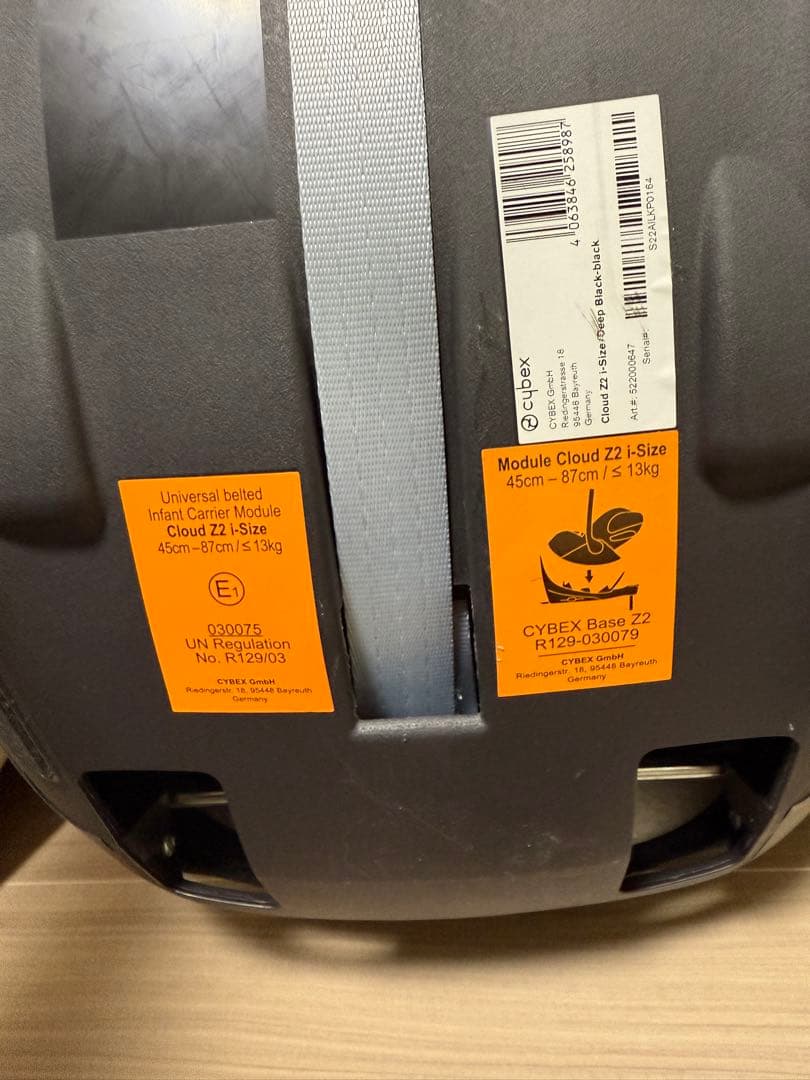 Universal belted
Infant Carrier Module
Cloud Z2 i-Size
45cm – 87cm / ≤ 13kg
E1
030075
UN Regulation
No. R129/03
CYBEX GmbH
Riedingerstr. 18, 95448 Bayreuth
Germany
4 063846 258987
cybex
CYBEX GmbH
Riedingerstrasse 18
95448 Bayreuth
Germany
Cloud Z2 i-Size/Deep Black-black
Art.#: 522000647
Serial#:
S22AILKP0164
Module Cloud Z2 i-Size
45cm – 87cm / ≤ 13kg
CYBEX Base Z2
R129-030079
CYBEX GmbH
Riedingerstr. 18, 95448 Bayreuth
Germany